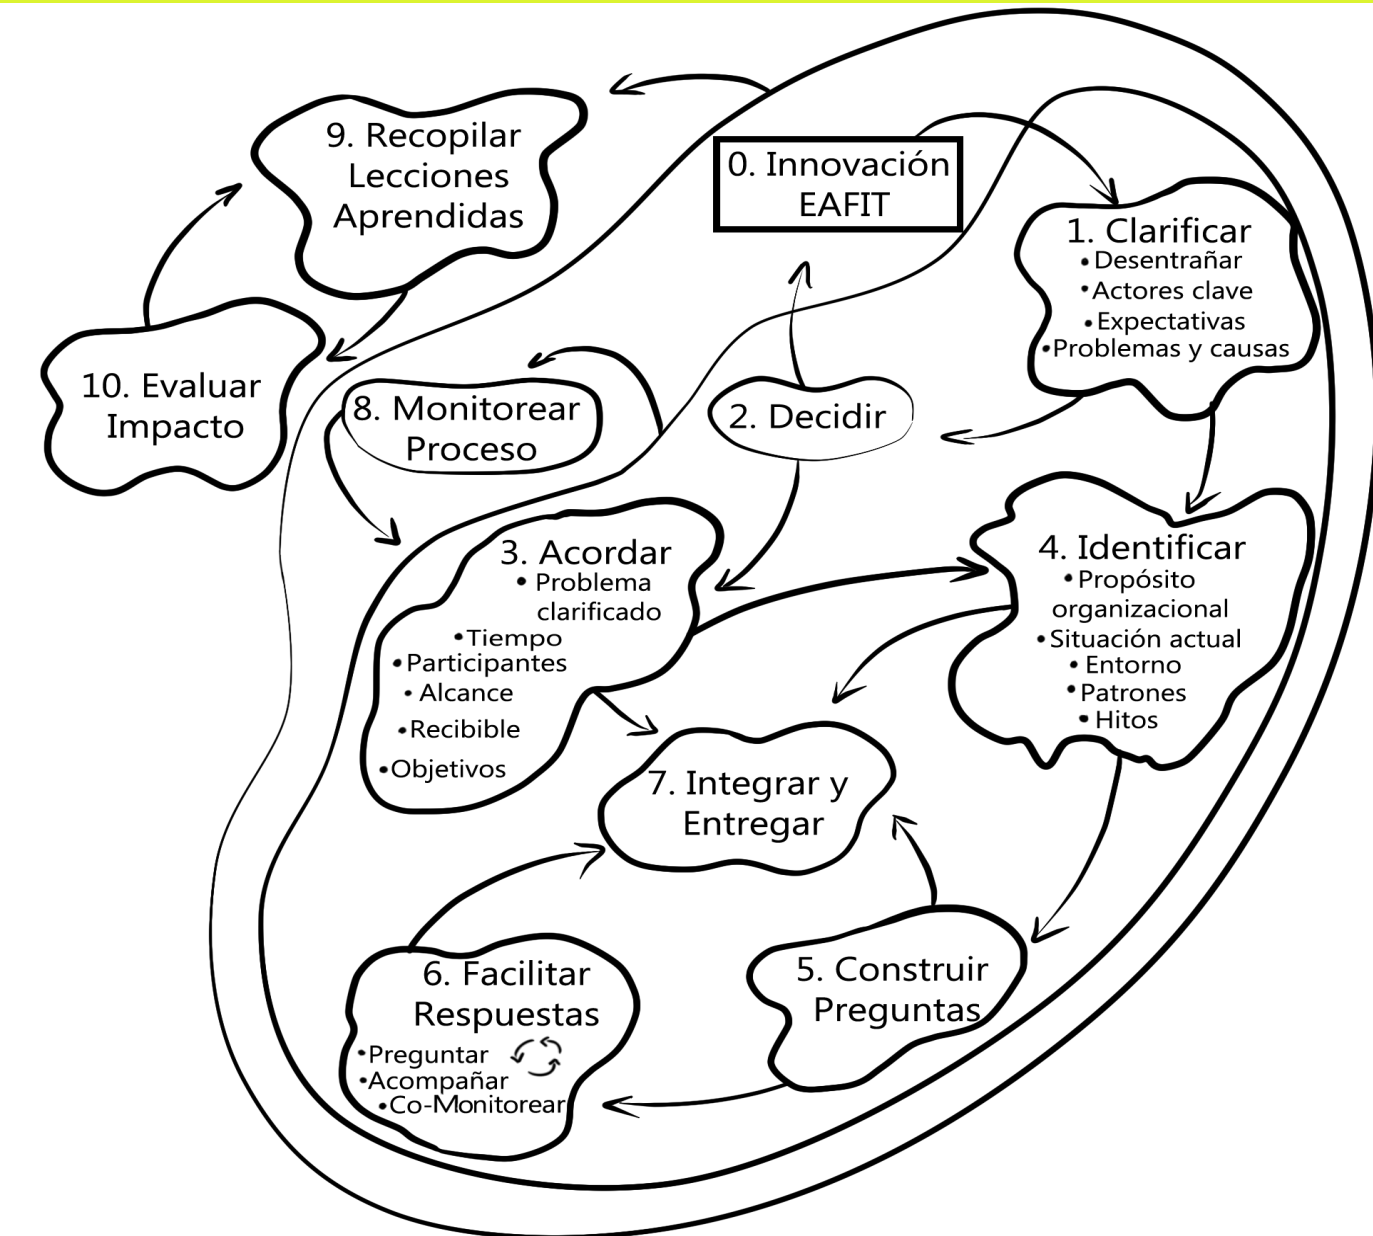 0. Innovación
EAFIT
1. Clarificar
• Desentrañar
• Actores clave
• Expectativas
• Problemas y causas
2. Decidir
3. Acordar
• Problema
clarificado
• Tiempo
• Participantes
• Alcance
• Recibible
• Objetivos
4. Identificar
• Propósito
organizacional
• Situación actual
• Entorno
• Patrones
• Hitos
5. Construir
Preguntas
6. Facilitar
Respuestas
• Preguntar
• Acompañar
• Co-Monitorear
7. Integrar y
Entregar
8. Monitorear
Proceso
9. Recopilar
Lecciones
Aprendidas
10. Evaluar
Impacto